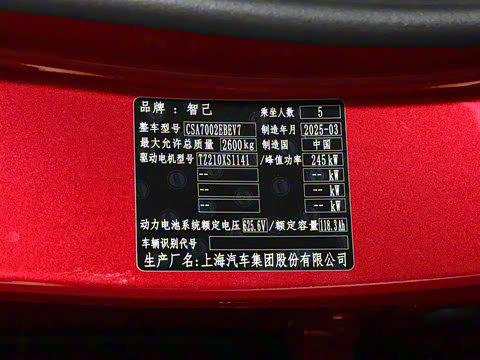 品牌：智己 乘坐人数 5
整车型号 CSA7002EBEV7 制造年月 2025-03
最大允许总质量 2600kg 制造国 中国
驱动电机型号 TZ210XS1141 /峰值功率 245kW
-- -- kW
-- -- kW
-- -- kW
动力电池系统额定电压 625.6V /额定容量 118.3Ah
车辆识别代号
生产厂名:上海汽车集团股份有限公司